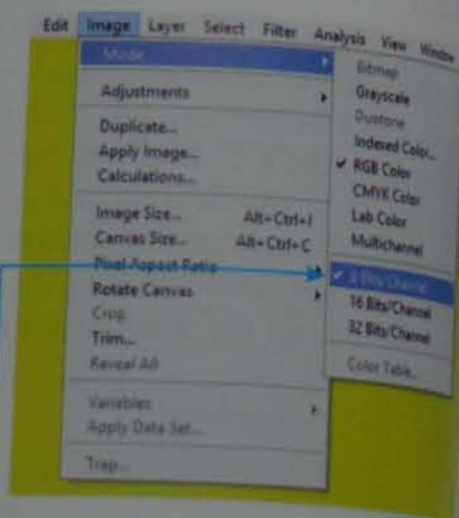 Edit Image Layer Select Filter Analysis View Window
Mode
Adjustments
Duplicate...
Apply Image...
Calculations...
Image Size... Alt+Ctrl+I
Canvas Size... Alt+Ctrl+C
Pixel Aspect Ratio
Rotate Canvas
Crop
Trim...
Reveal All
Variables
Apply Data Set...
Trap...
Bitmap
Grayscale
Duotone
Indexed Color...
✔ RGB Color
CMYK Color
Lab Color
Multichannel
✔ 8 Bits/Channel
16 Bits/Channel
32 Bits/Channel
Color Table...